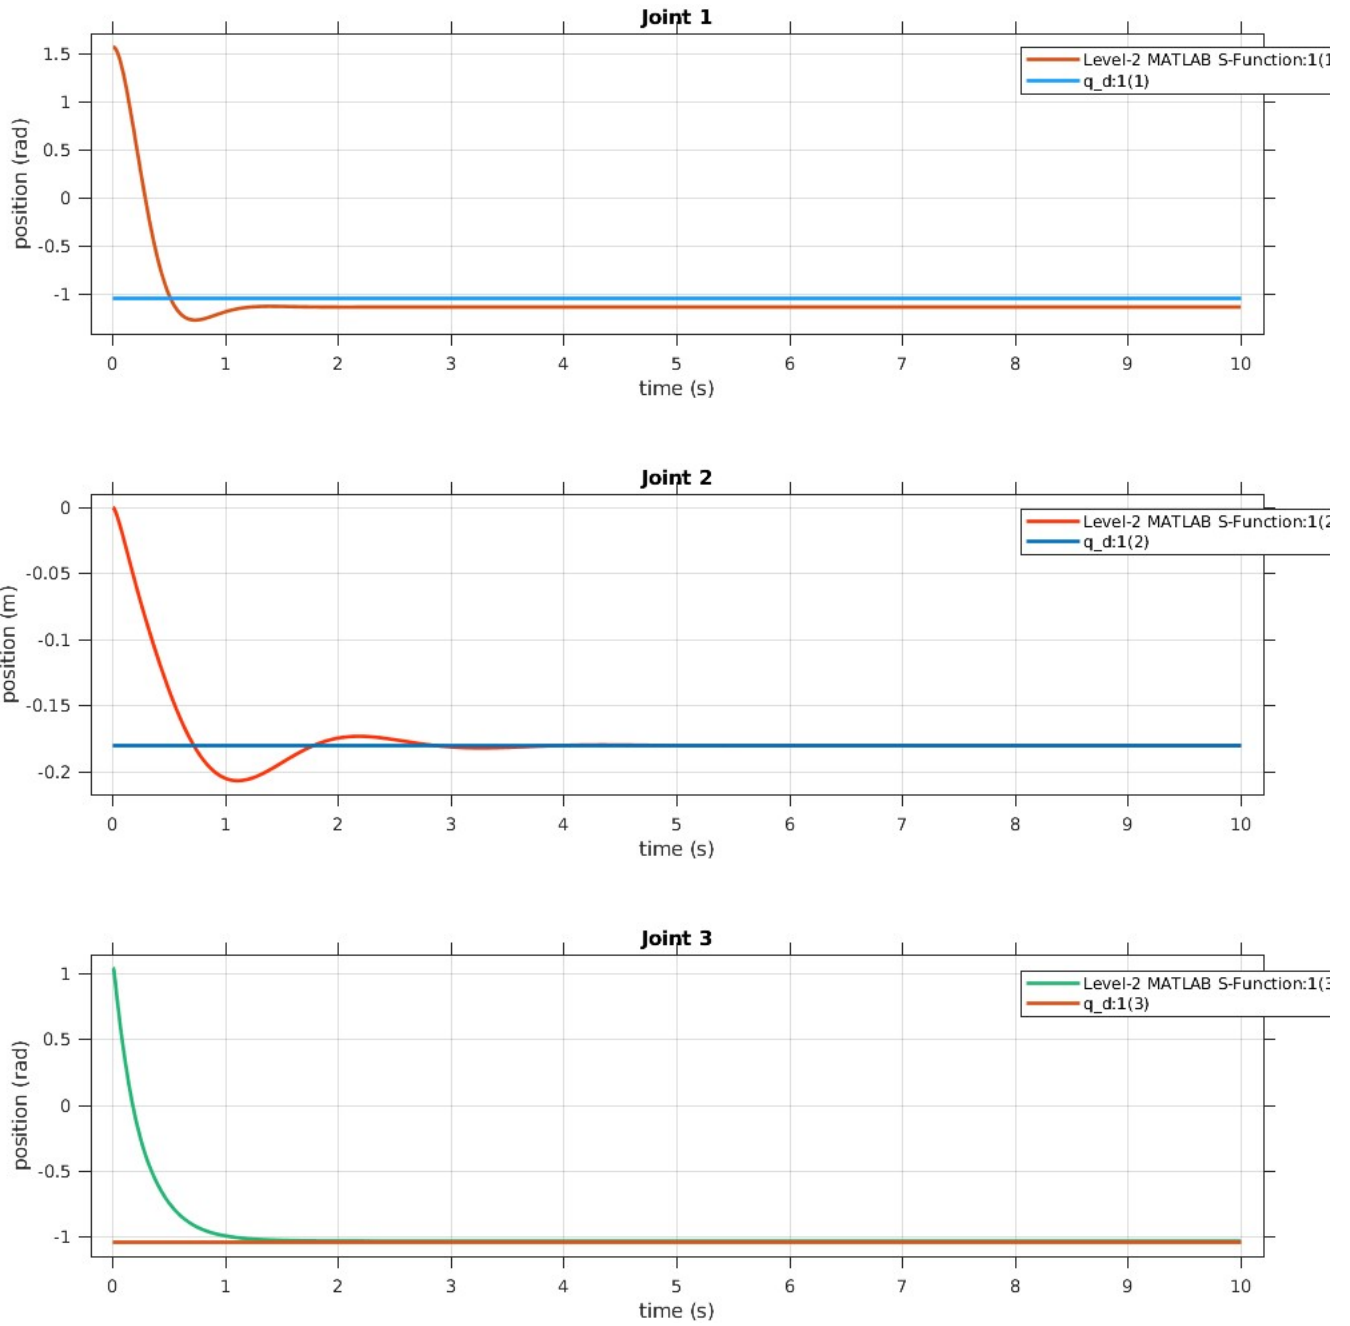 Joint 1
1.5
1
0.5
0
-0.5
-1
position (rad)
Level-2 MATLAB S-Function:1(1
q_d:1(1)
0 1 2 3 4 5 6 7 8 9 10
time (s)
Joint 2
0
-0.05
-0.1
-0.15
-0.2
position (m)
Level-2 MATLAB S-Function:1(2
q_d:1(2)
0 1 2 3 4 5 6 7 8 9 10
time (s)
Joint 3
1
0.5
0
-0.5
-1
position (rad)
Level-2 MATLAB S-Function:1(3
q_d:1(3)
0 1 2 3 4 5 6 7 8 9 10
time (s)